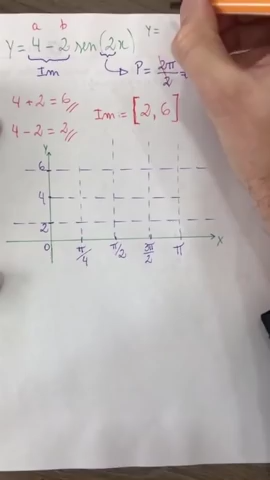 a b
y = 4 - 2 sen(2x) y =
Im P = 2π/2 =
4 + 2 = 6
4 - 2 = 2
Im = [2, 6]
y
6
4
2
0 π/4 π/2 3π/2 π x